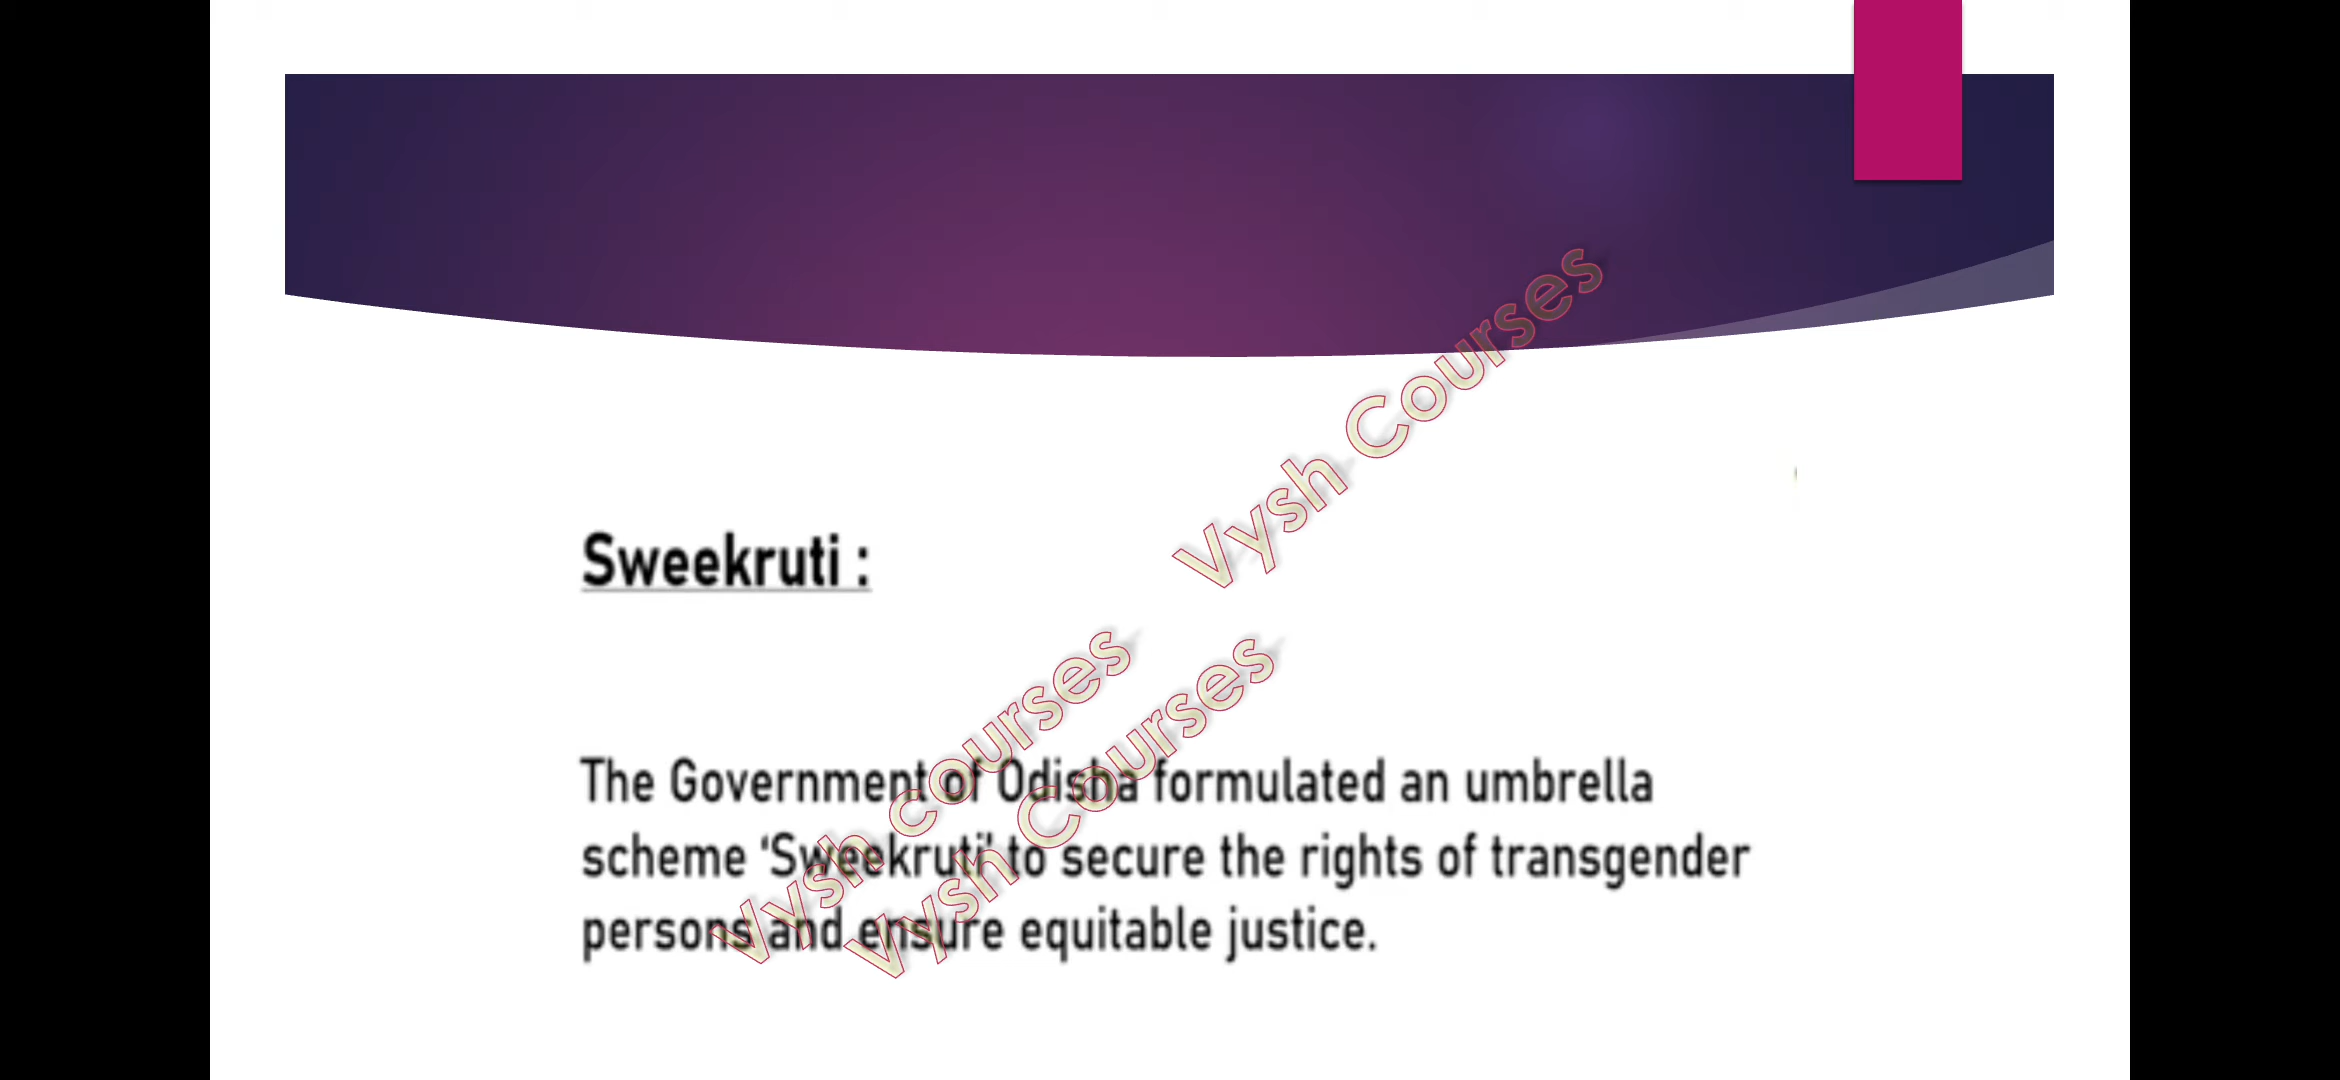 Vysh Courses
Sweekruti :
Vysh courses
Vysh Courses
The Government of Odisha formulated an umbrella
scheme ‘Sweekruti’ to secure the rights of transgender
persons and ensure equitable justice.